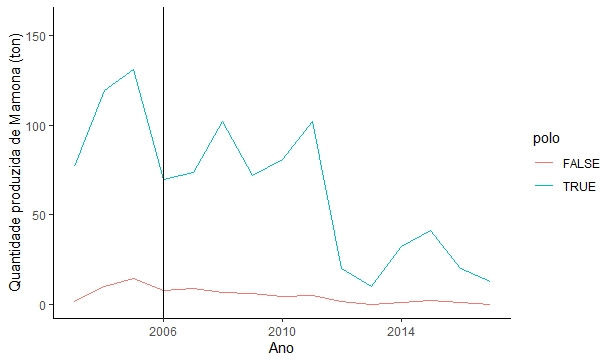 Quantidade produzida de Mamona (ton)
150
100
50
0
2006
2010
2014
Ano
polo
FALSE
TRUE